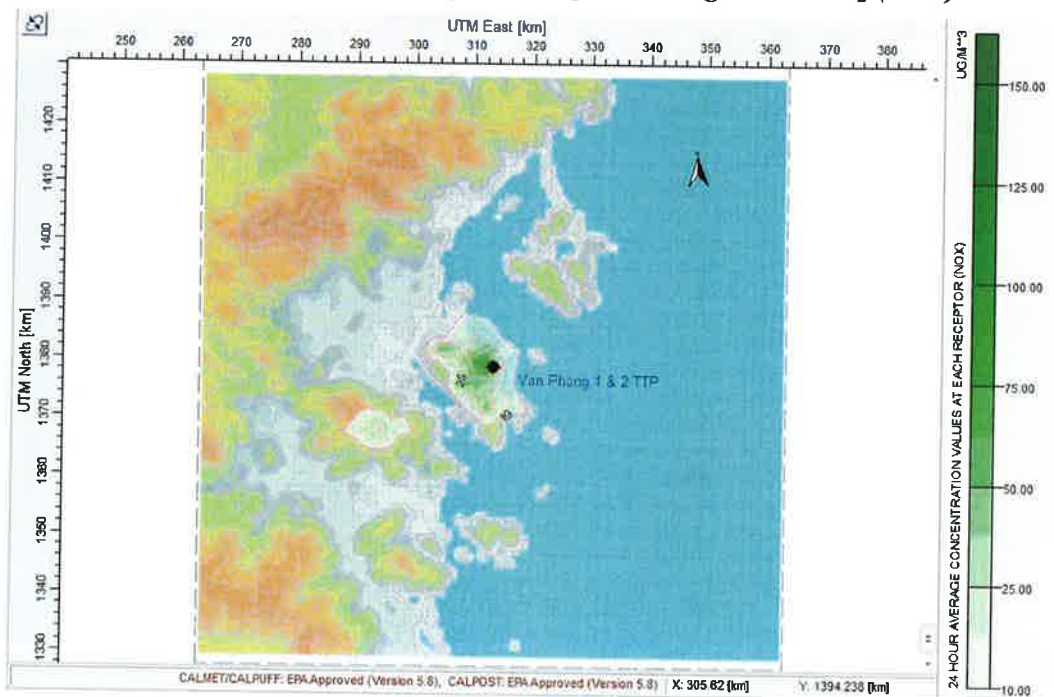 UTM East [km]
250 260 270 280 290 300 310 320 330 340 350 360 370 380
UTM North [km]
1420
1410
1400
1390
1380
1370
1360
1350
1340
1330
Van Phong 1 & 2 TTP
24 HOUR AVERAGE CONCENTRATION VALUES AT EACH RECEPTOR (NOX)
UG/M**3
150.00
125.00
100.00
75.00
50.00
25.00
10.00
CALMET/CALPUFF: EPA Approved (Version 5.8), CALPOST: EPA Approved (Version 5.8) X: 305.62 [km] Y: 1394.238 [km]